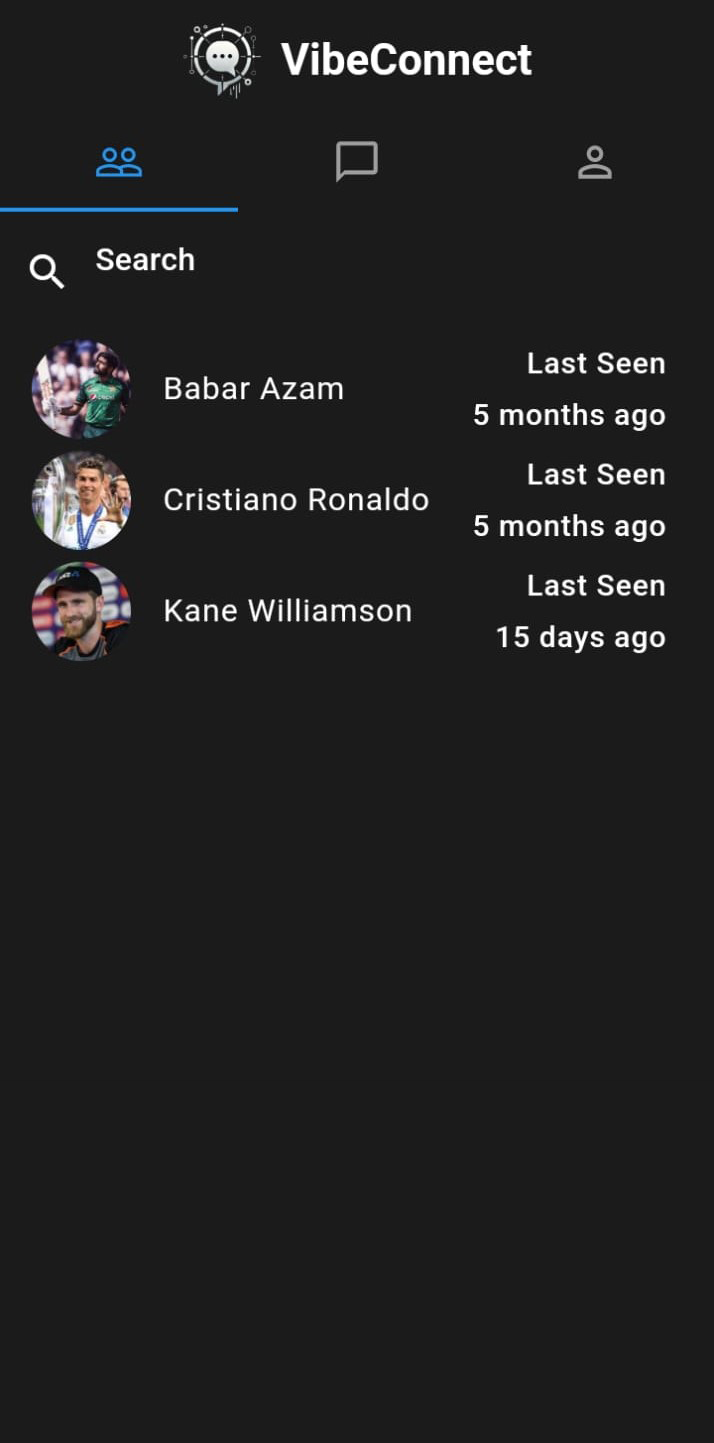 VibeConnect
Search
Babar Azam
Last Seen
5 months ago
Cristiano Ronaldo
Last Seen
5 months ago
Kane Williamson
Last Seen
15 days ago